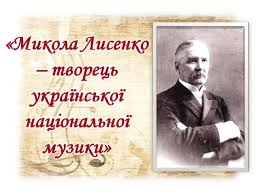 «Микола Лисенко
– творець
української
національної
музики»